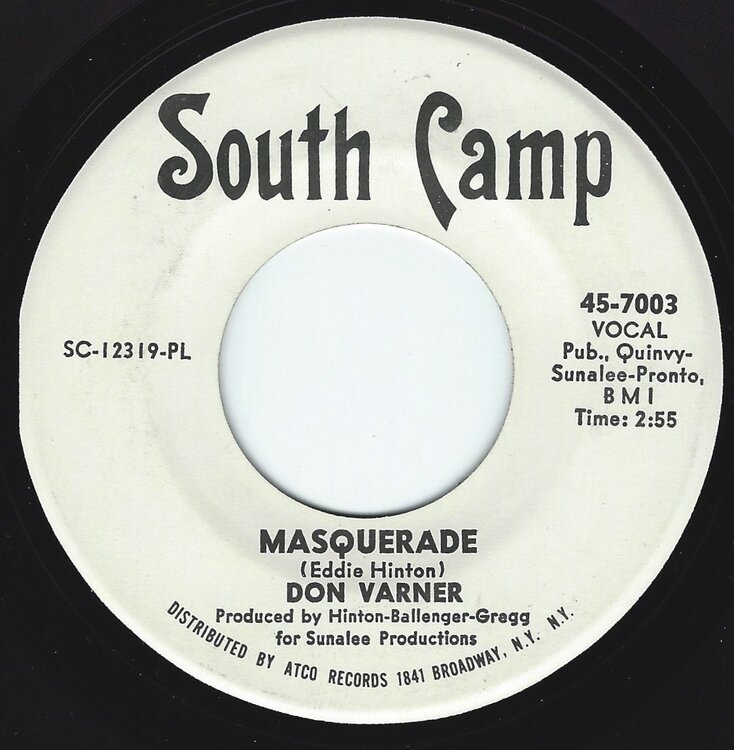 South Camp
45-7003
VOCAL
Pub., Quinvy-
Sunalee-Pronto,
B M I
Time: 2:55
SC-12319-PL
MASQUERADE
(Eddie Hinton)
DON VARNER
Produced by Hinton-Ballenger-Gregg
for Sunalee Productions
DISTRIBUTED BY ATCO RECORDS 1841 BROADWAY, N.Y. N.Y.